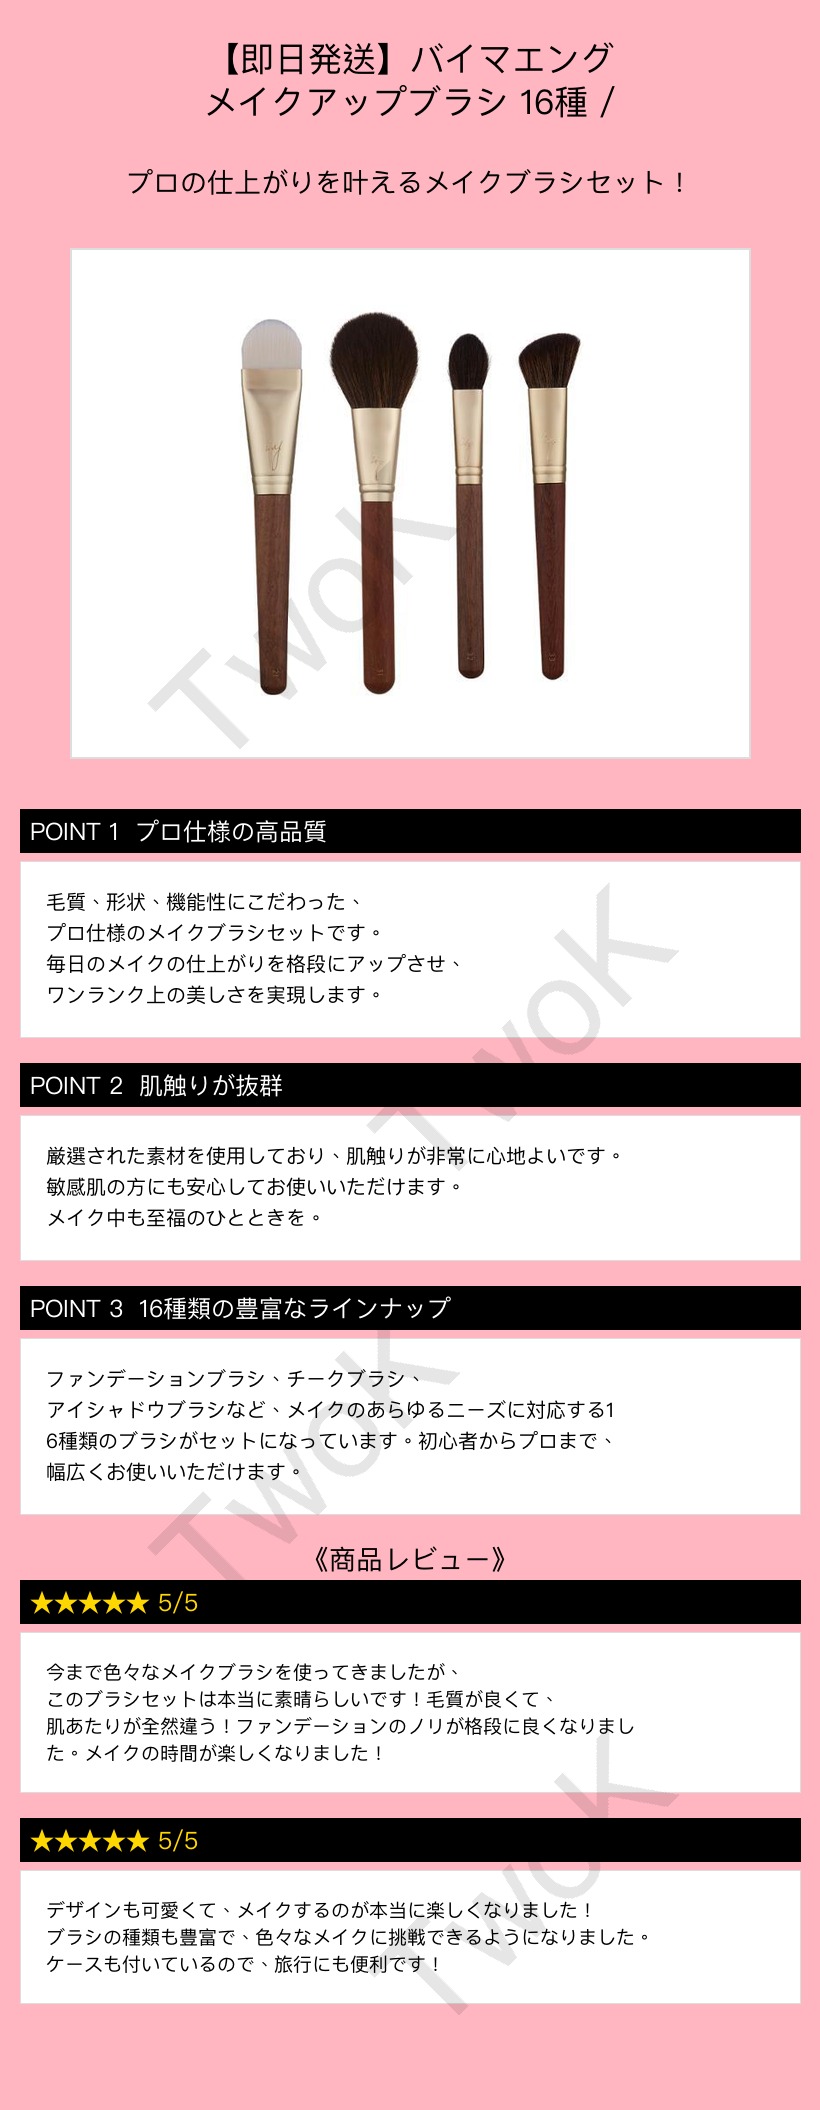 【即日発送】バイマエング
メイクアップブラシ 16種 /
プロの仕上がりを叶えるメイクブラシセット！
TwoK
POINT 1 プロ仕様の高品質
毛質、形状、機能性にこだわった、
プロ仕様のメイクブラシセットです。
毎日のメイクの仕上がりを格段にアップさせ、
ワンランク上の美しさを実現します。
TwoK
POINT 2 肌触りが抜群
厳選された素材を使用しており、肌触りが非常に心地よいです。
敏感肌の方にも安心してお使いいただけます。
メイク中も至福のひとときを。
POINT 3 16種類の豊富なラインナップ
ファンデーションブラシ、チークブラシ、
アイシャドウブラシなど、メイクのあらゆるニーズに対応する1
6種類のブラシがセットになっています。初心者からプロまで、
幅広くお使いいただけます。
TwoK
《商品レビュー》
★★★★★ 5/5
今まで色々なメイクブラシを使ってきましたが、
このブラシセットは本当に素晴らしいです！毛質が良くて、
肌あたりが全然違う！ファンデーションのノリが格段に良くなりまし
た。メイクの時間が楽しくなりました！
★★★★★ 5/5
TwoK
デザインも可愛くて、メイクするのが本当に楽しくなりました！
ブラシの種類も豊富で、色々なメイクに挑戦できるようになりました。
ケースも付いているので、旅行にも便利です！